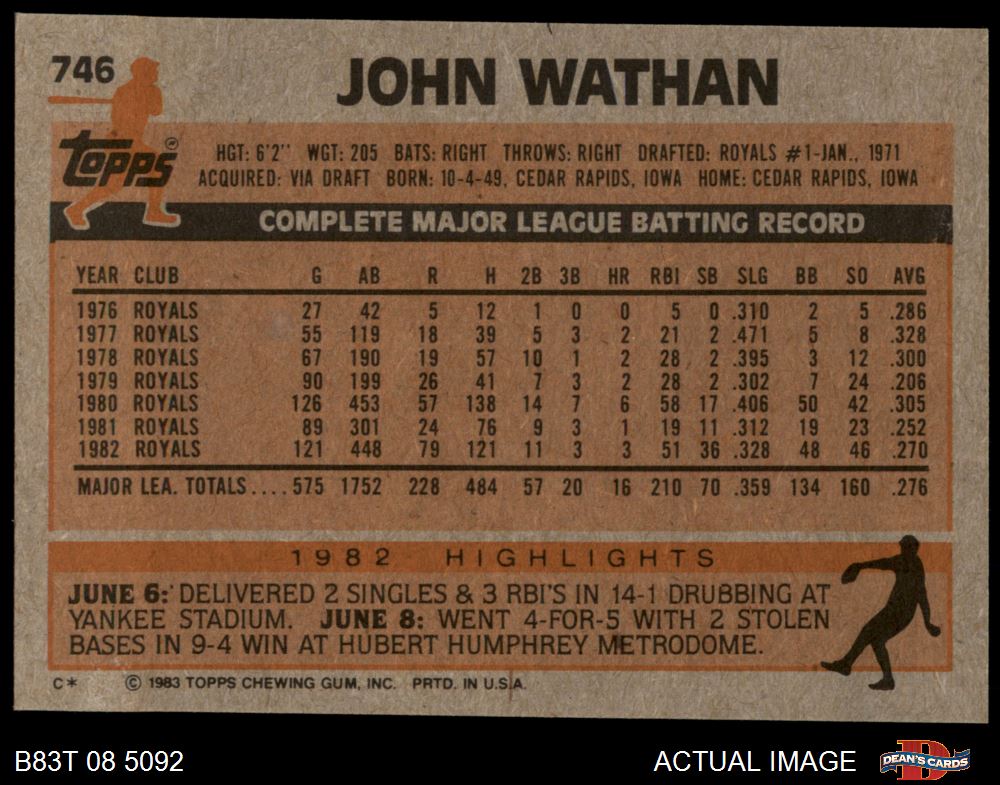 746
JOHN WATHAN
Topps
HGT: 6'2" WGT: 205 BATS: RIGHT THROWS: RIGHT DRAFTED: ROYALS #1-JAN., 1971
ACQUIRED: VIA DRAFT BORN: 10-4-49, CEDAR RAPIDS, IOWA HOME: CEDAR RAPIDS, IOWA
COMPLETE MAJOR LEAGUE BATTING RECORD
YEAR CLUB G AB R H 2B 3B HR RBI SB SLG BB SO AVG
1976 ROYALS 27 42 5 12 1 0 0 5 0 .310 2 5 .286
1977 ROYALS 55 119 18 39 5 3 2 21 2 .471 5 8 .328
1978 ROYALS 67 190 19 57 10 1 2 28 2 .395 3 12 .300
1979 ROYALS 90 199 26 41 7 3 2 28 2 .302 7 24 .206
1980 ROYALS 126 453 57 138 14 7 6 58 17 .406 50 42 .305
1981 ROYALS 89 301 24 76 9 3 1 19 11 .312 19 23 .252
1982 ROYALS 121 448 79 121 11 3 3 51 36 .328 48 46 .270
MAJOR LEA. TOTALS....575 1752 228 484 57 20 16 210 70 .359 134 160 .276
1982 HIGHLIGHTS
JUNE 6: DELIVERED 2 SINGLES & 3 RBI'S IN 14-1 DRUBBING AT
YANKEE STADIUM. JUNE 8: WENT 4-FOR-5 WITH 2 STOLEN
BASES IN 9-4 WIN AT HUBERT HUMPHREY METRODOME.
C* © 1983 TOPPS CHEWING GUM, INC. PRTD. IN U.S.A.
B83T 08 5092 ACTUAL IMAGE DEAN'S CARDS